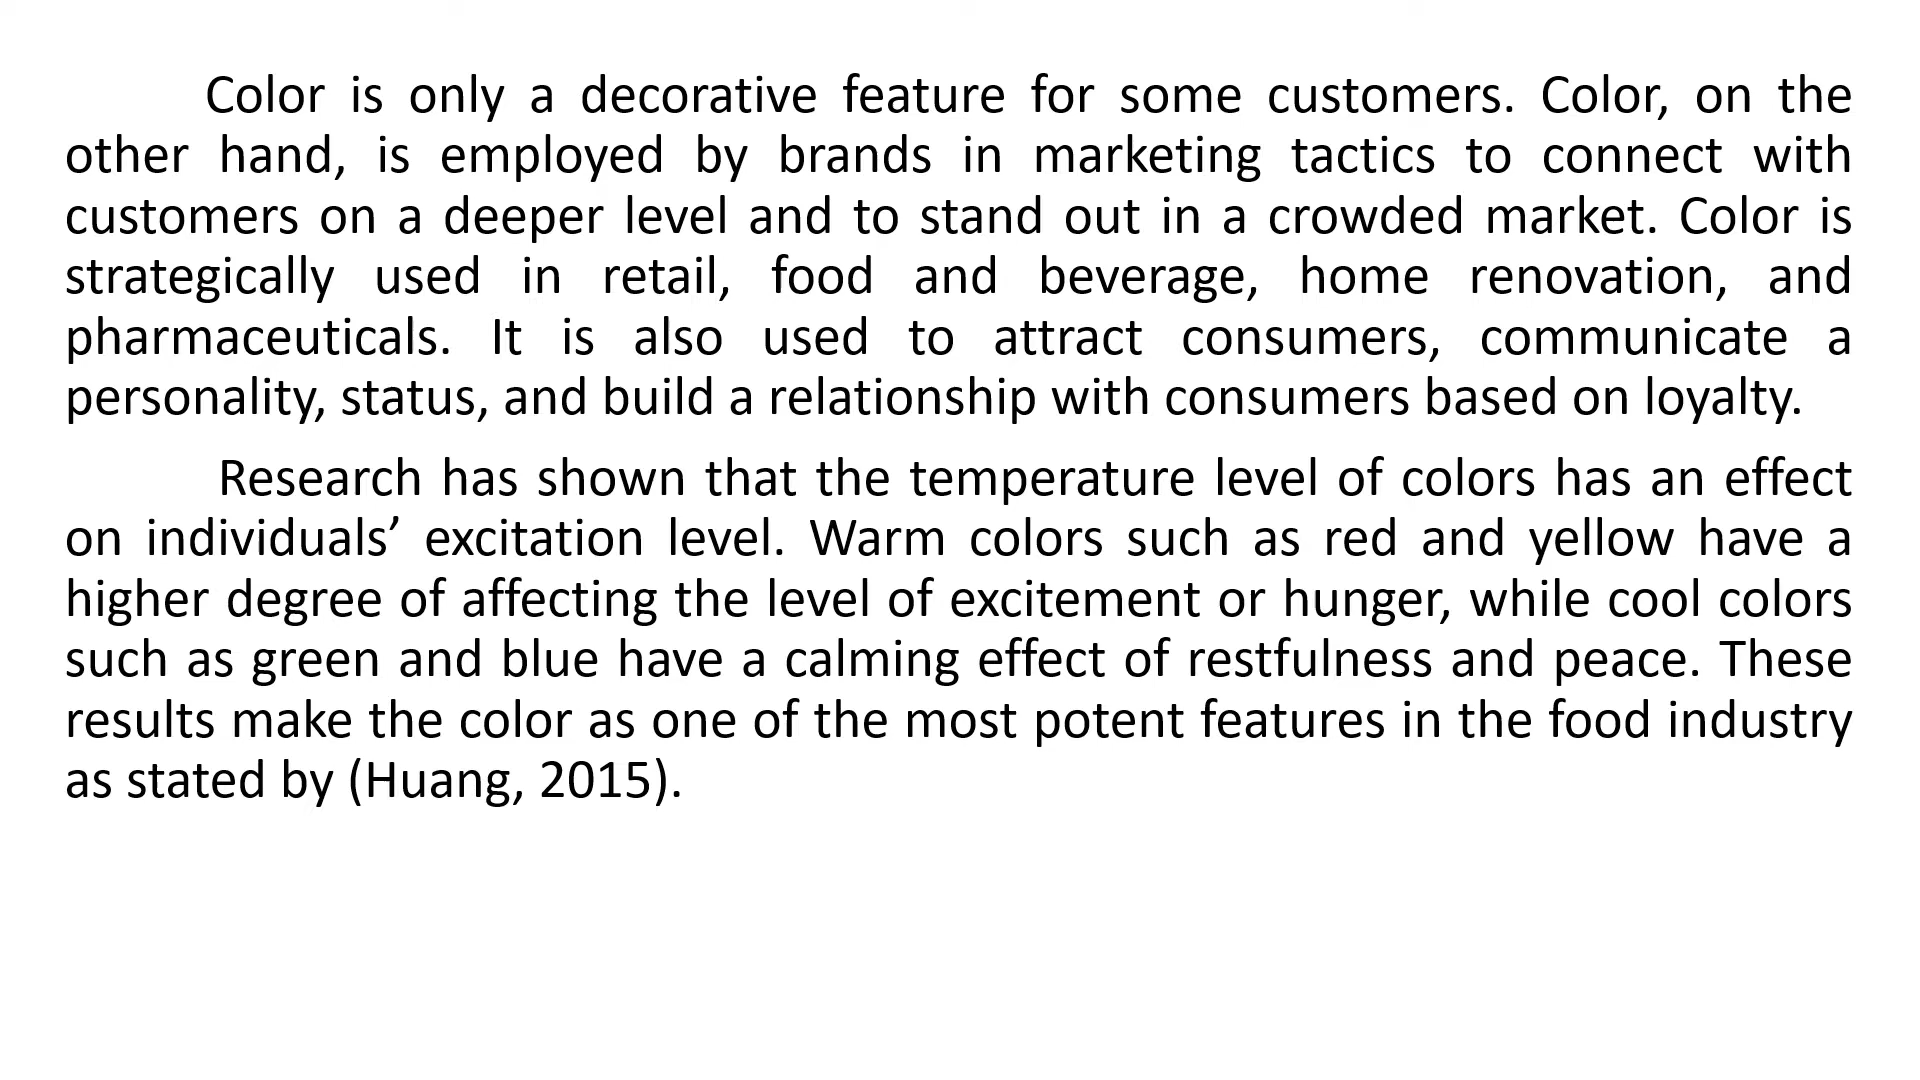 Color is only a decorative feature for some customers. Color, on the
other hand, is employed by brands in marketing tactics to connect with
customers on a deeper level and to stand out in a crowded market. Color is
strategically used in retail, food and beverage, home renovation, and
pharmaceuticals. It is also used to attract consumers, communicate a
personality, status, and build a relationship with consumers based on loyalty.
Research has shown that the temperature level of colors has an effect
on individuals’ excitation level. Warm colors such as red and yellow have a
higher degree of affecting the level of excitement or hunger, while cool colors
such as green and blue have a calming effect of restfulness and peace. These
results make the color as one of the most potent features in the food industry
as stated by (Huang, 2015).